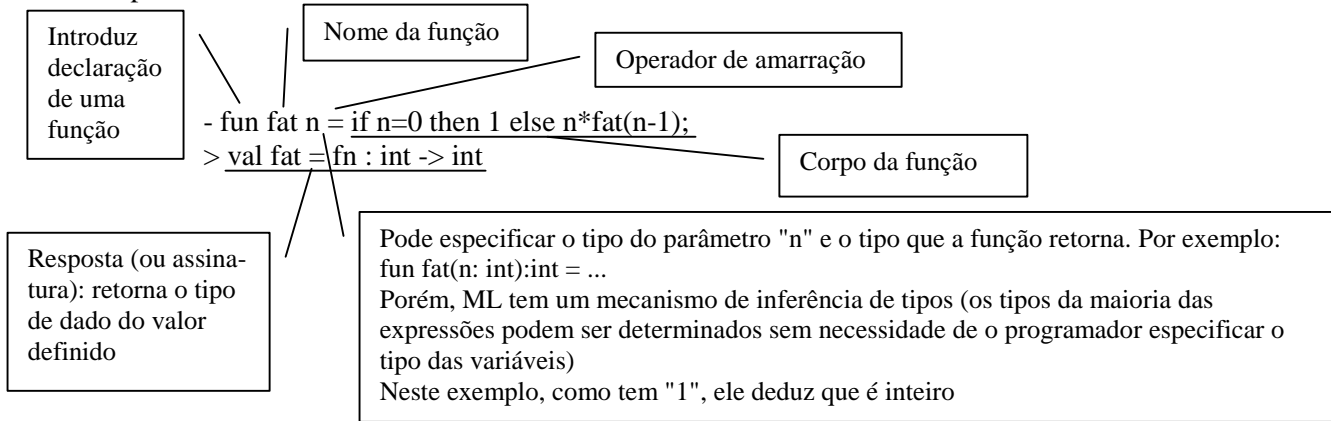 Introduz
declaração
de uma
função
Nome da função
Operador de amarração
- fun fat n = if n=0 then 1 else n*fat(n-1);
> val fat = fn : int -> int
Corpo da função
Resposta (ou assina-
tura): retorna o tipo
de dado do valor
definido
Pode especificar o tipo do parâmetro "n" e o tipo que a função retorna. Por exemplo:
fun fat(n: int):int = ...
Porém, ML tem um mecanismo de inferência de tipos (os tipos da maioria das
expressões podem ser determinados sem necessidade de o programador especificar o
tipo das variáveis)
Neste exemplo, como tem "1", ele deduz que é inteiro